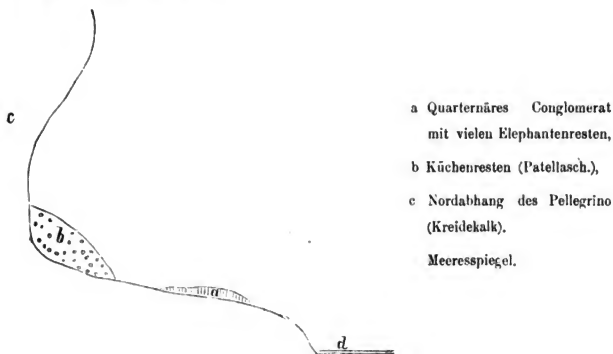 c
b
a
d
a Quarternäres Conglomerat
mit vielen Elephantenresten,
b Küchenresten (Patellasch.),
c Nordabhang des Pellegrino
(Kreidekalk).
Meeresspiegel.